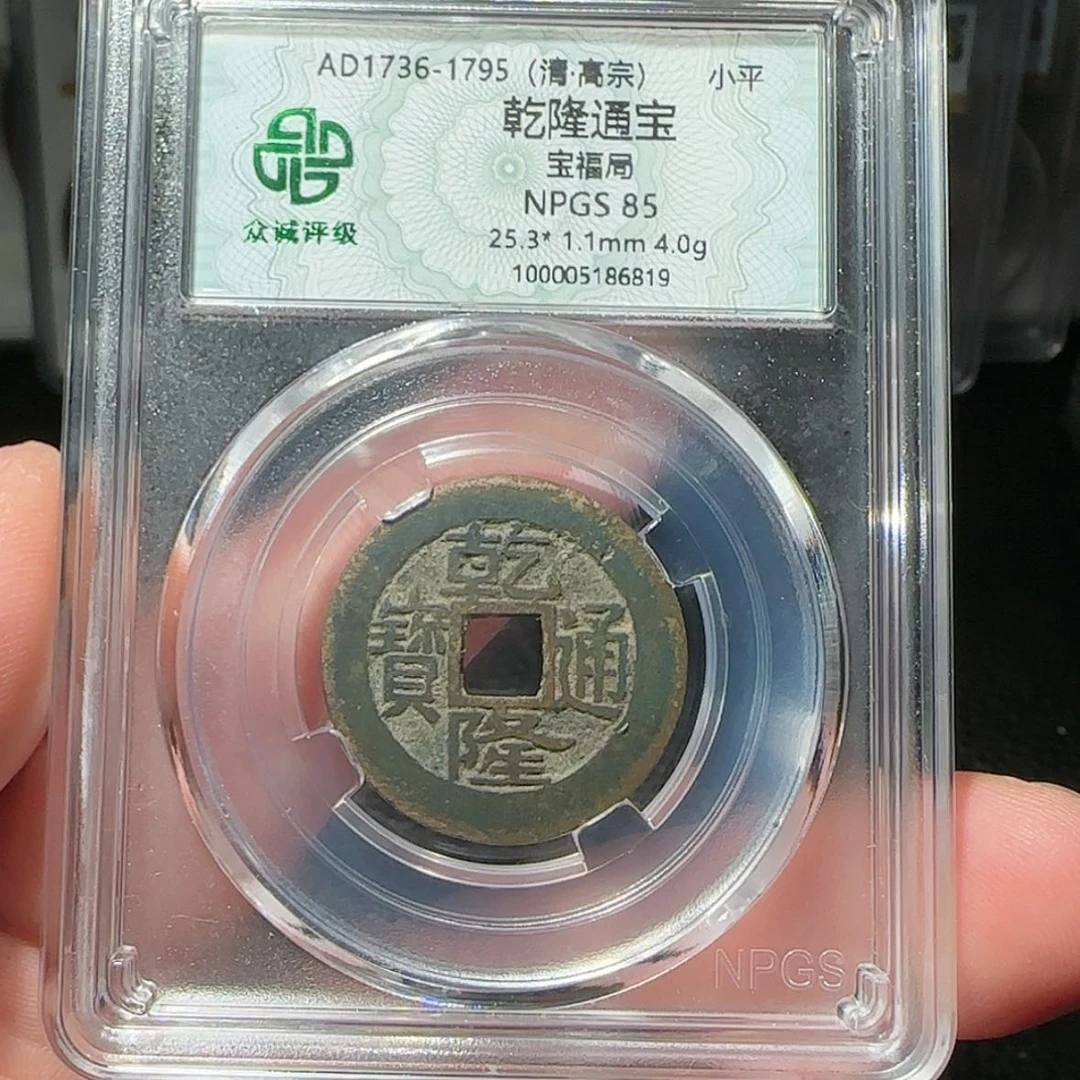 AD1736-1795（清·高宗） 小平
乾隆通宝
宝福局
NPGS 85
25.3* 1.1mm 4.0g
100005186819
众诚评级
乾
寶 通
隆
NPGS